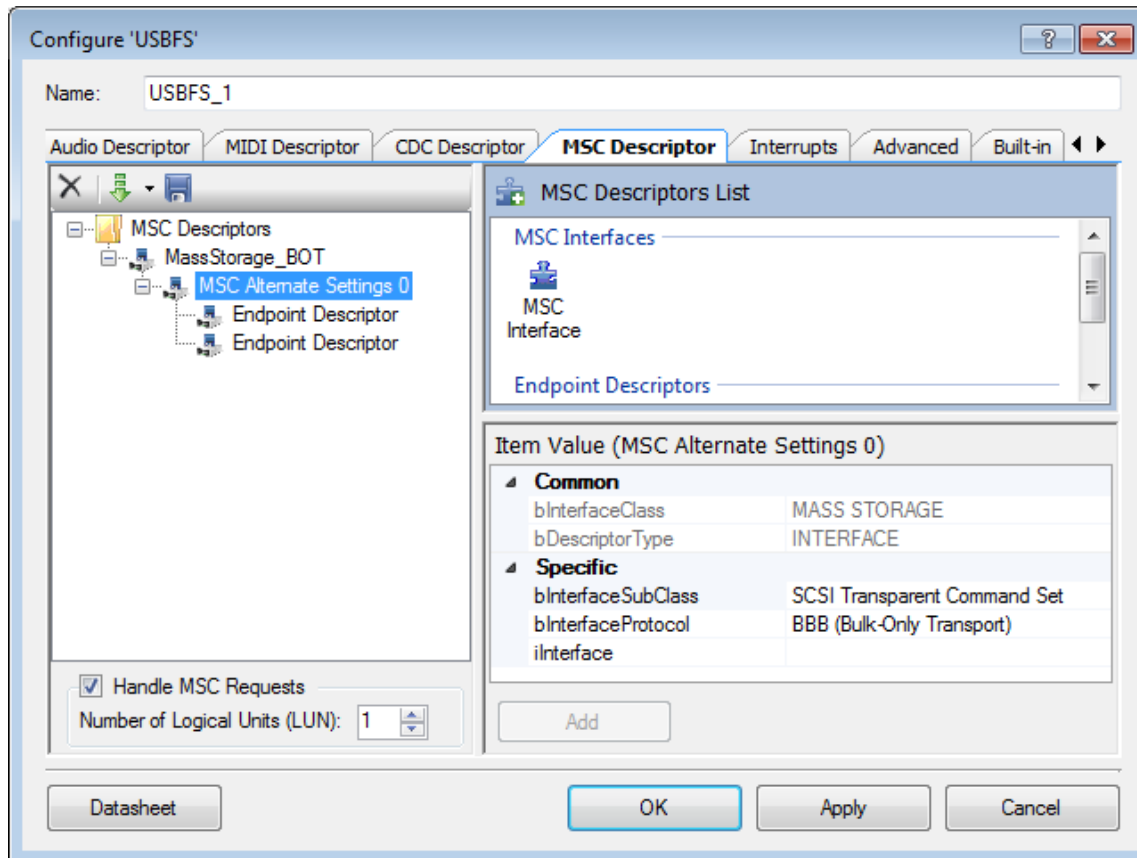 Configure 'USBFS'
Name: USBFS_1
Audio Descriptor MIDI Descriptor CDC Descriptor MSC Descriptor Interrupts Advanced Built-in
MSC Descriptors
MassStorage_BOT
MSC Alternate Settings 0
Endpoint Descriptor
Endpoint Descriptor
Handle MSC Requests
Number of Logical Units (LUN): 1
MSC Descriptors List
MSC Interfaces
MSC
Interface
Endpoint Descriptors
Item Value (MSC Alternate Settings 0)
Common
bInterfaceClass MASS STORAGE
bDescriptorType INTERFACE
Specific
bInterfaceSubClass SCSI Transparent Command Set
bInterfaceProtocol BBB (Bulk-Only Transport)
iInterface
Add
Datasheet OK Apply Cancel